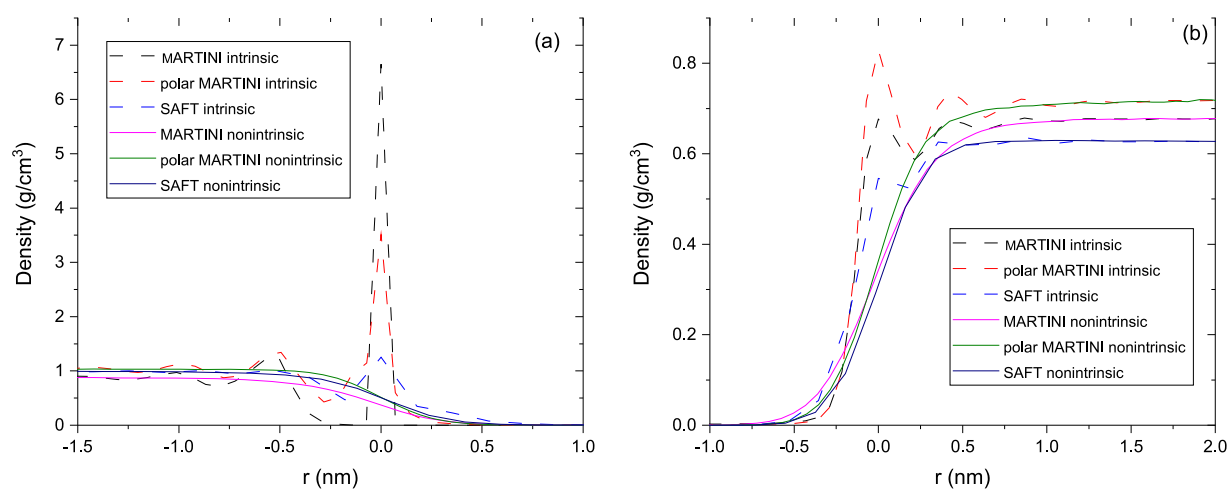 (a)
7
6
5
4
3
2
1
0
Density (g/cm³)
MARTINI intrinsic
polar MARTINI intrinsic
SAFT intrinsic
MARTINI nonintrinsic
polar MARTINI nonintrinsic
SAFT nonintrinsic
-1.5 -1.0 -0.5 0.0 0.5 1.0
r (nm)
(b)
0.8
0.6
0.4
0.2
0.0
Density (g/cm³)
MARTINI intrinsic
polar MARTINI intrinsic
SAFT intrinsic
MARTINI nonintrinsic
polar MARTINI nonintrinsic
SAFT nonintrinsic
-1.0 -0.5 0.0 0.5 1.0 1.5 2.0
r (nm)